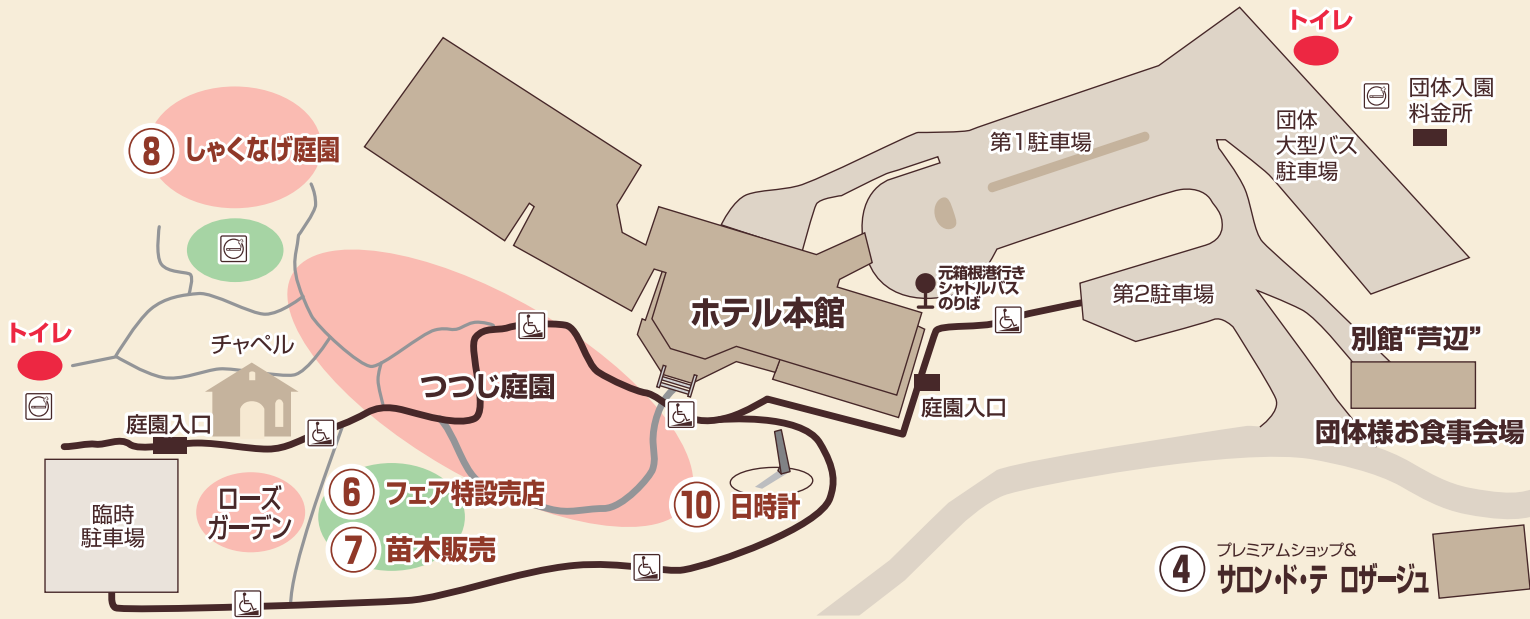 トイレ
団体入園
料金所
団体
大型バス
駐車場
第1駐車場
⑧ しゃくなげ庭園
元箱根港行き
シャトルバス
のりば
第2駐車場
ホテル本館
トイレ
チャペル
別館“芦辺”
つつじ庭園
庭園入口
庭園入口
団体様お食事会場
ローズ
ガーデン
⑥ フェア特設売店
⑩ 日時計
臨時
駐車場
⑦ 苗木販売
④ プレミアムショップ&
サロン・ド・テ ロザージュ